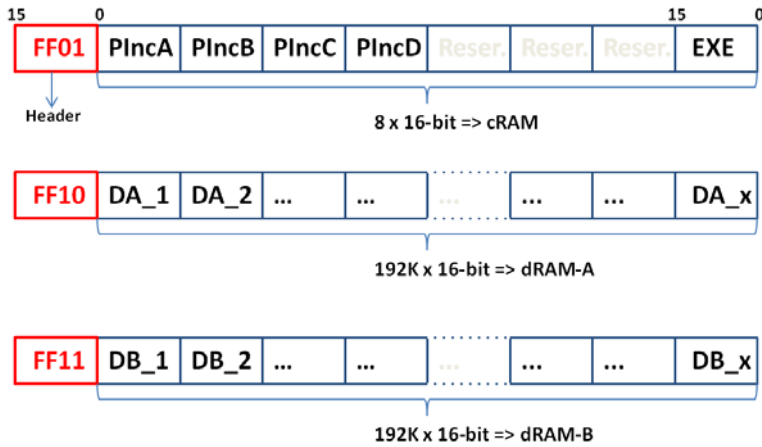 15 0 15 0
FF01 PIncA PIncB PIncC PIncD Reser. Reser. Reser. EXE
Header
8 x 16-bit => cRAM
FF10 DA_1 DA_2 ... ... ... ... ... DA_x
192K x 16-bit => dRAM-A
FF11 DB_1 DB_2 ... ... ... ... ... DB_x
192K x 16-bit => dRAM-B